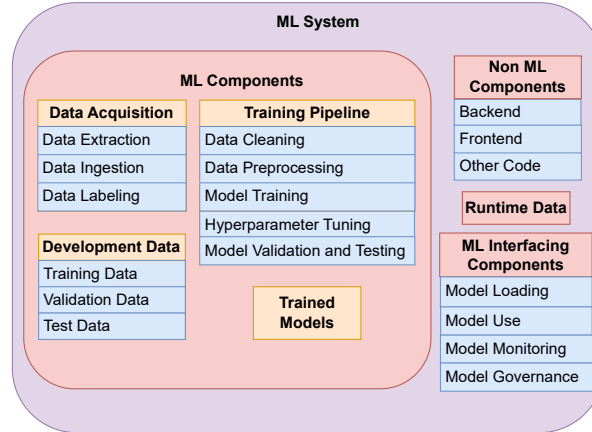 ML System
ML Components
Data Acquisition
Data Extraction
Data Ingestion
Data Labeling
Development Data
Training Data
Validation Data
Test Data
Training Pipeline
Data Cleaning
Data Preprocessing
Model Training
Hyperparameter Tuning
Model Validation and Testing
Trained
Models
Non ML
Components
Backend
Frontend
Other Code
Runtime Data
ML Interfacing
Components
Model Loading
Model Use
Model Monitoring
Model Governance